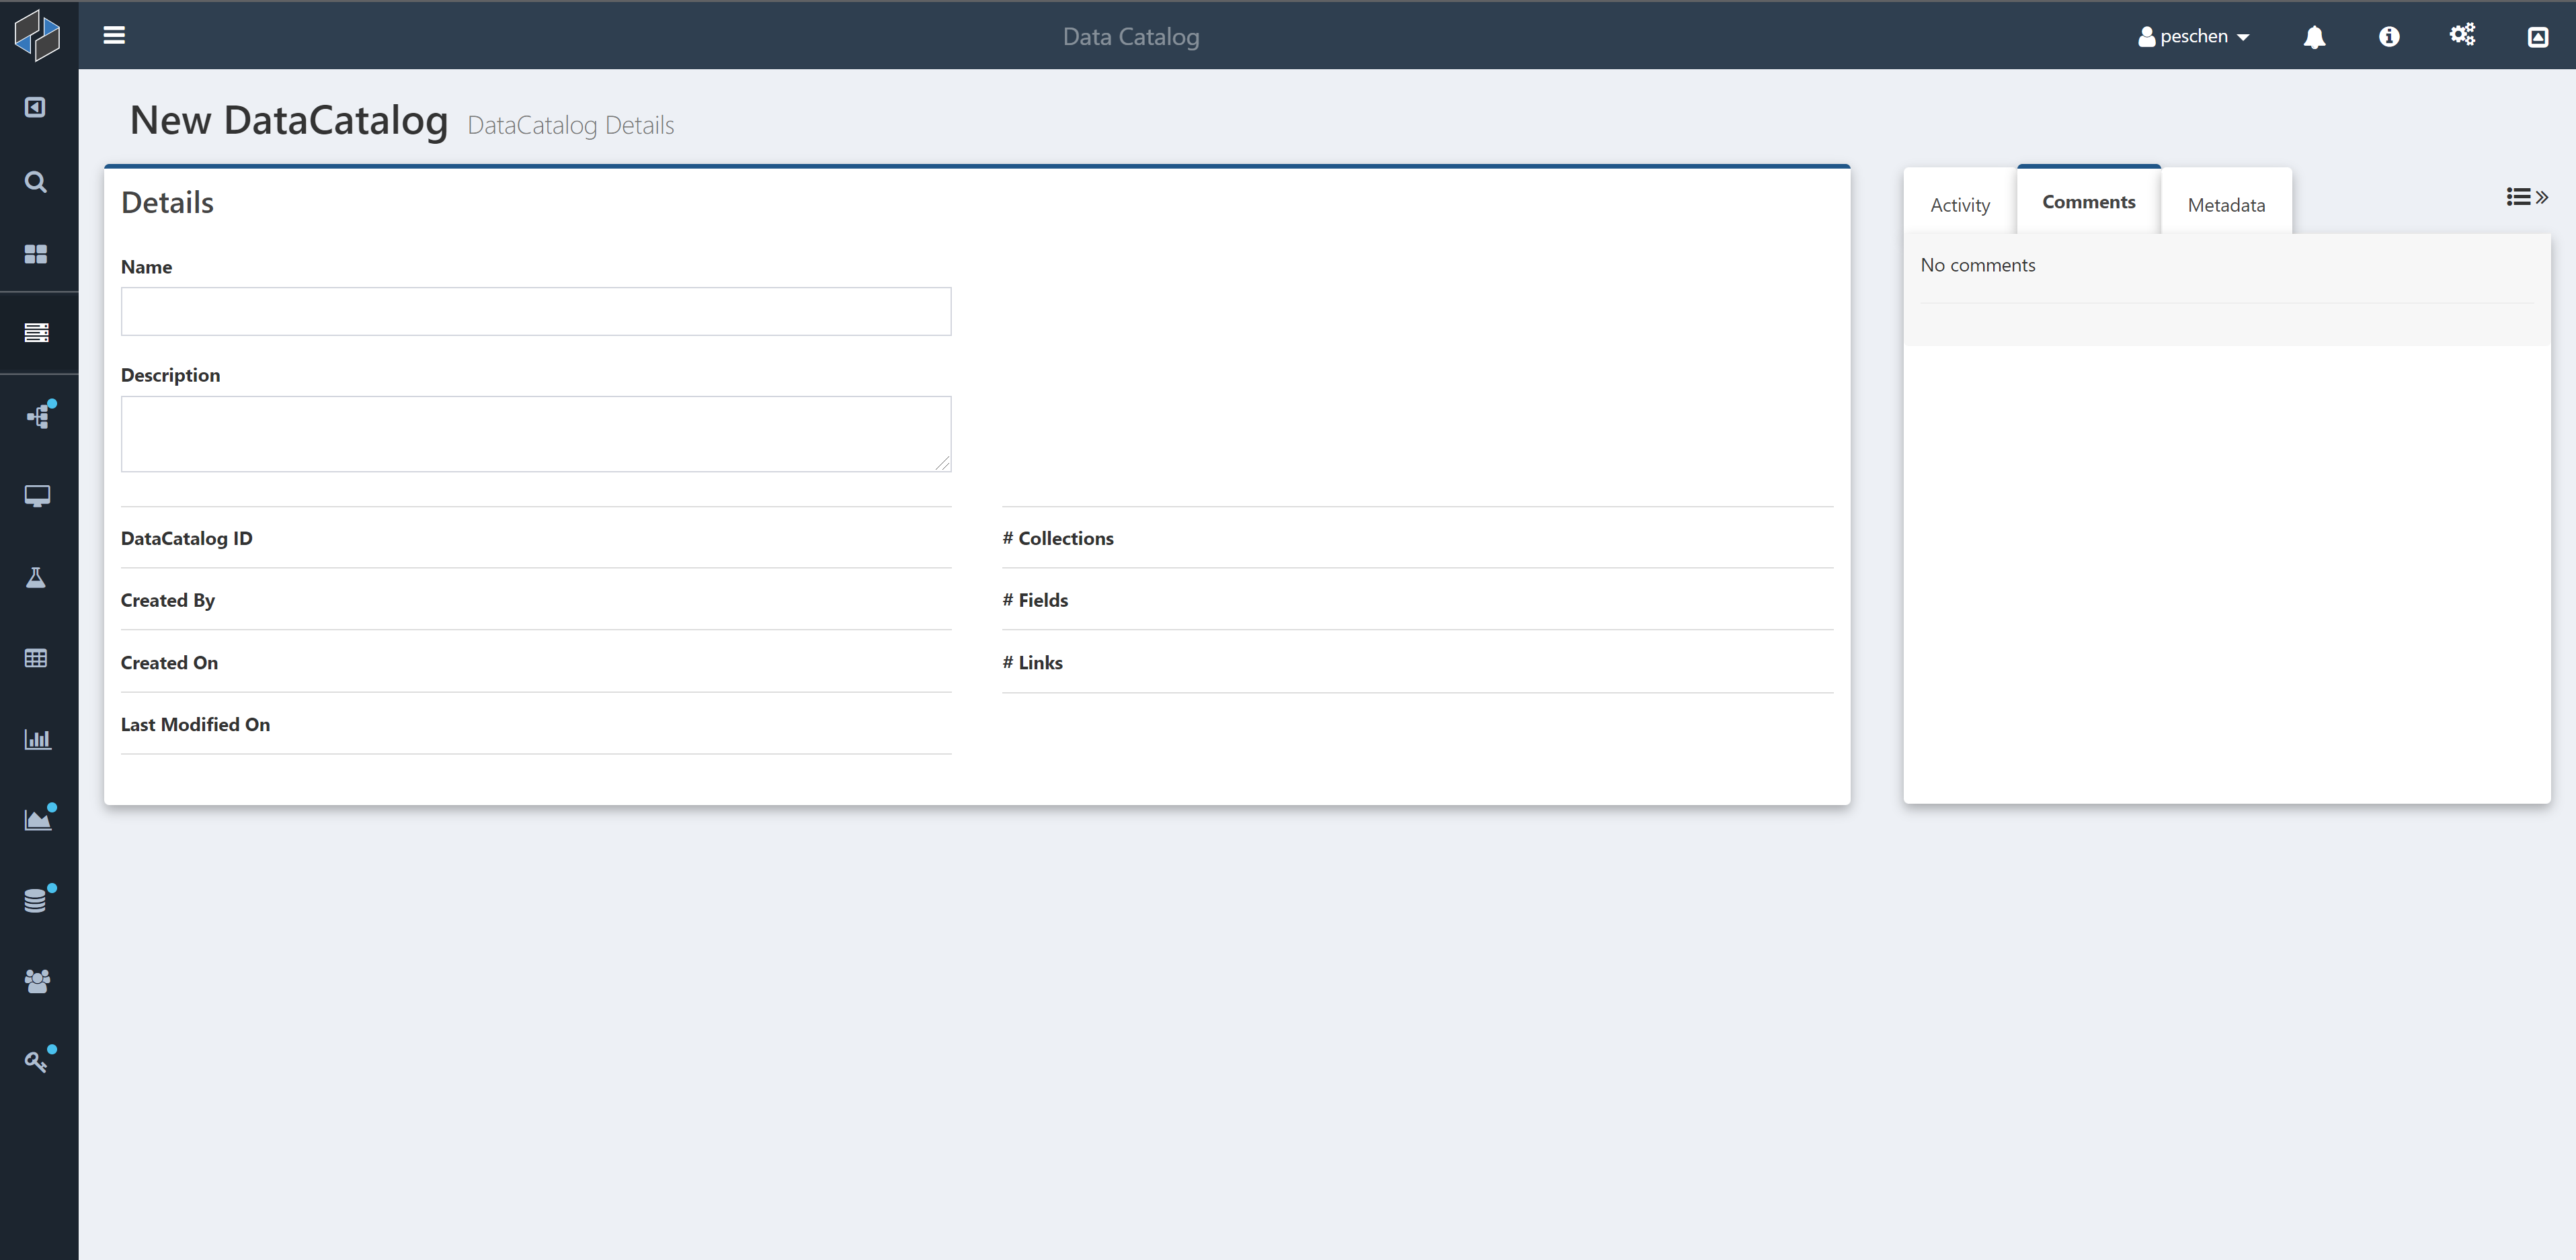 Data Catalog
peschen
New DataCatalog DataCatalog Details
Details
Name
Description
DataCatalog ID
Created By
Created On
Last Modified On
# Collections
# Fields
# Links
Activity
Comments
Metadata
No comments